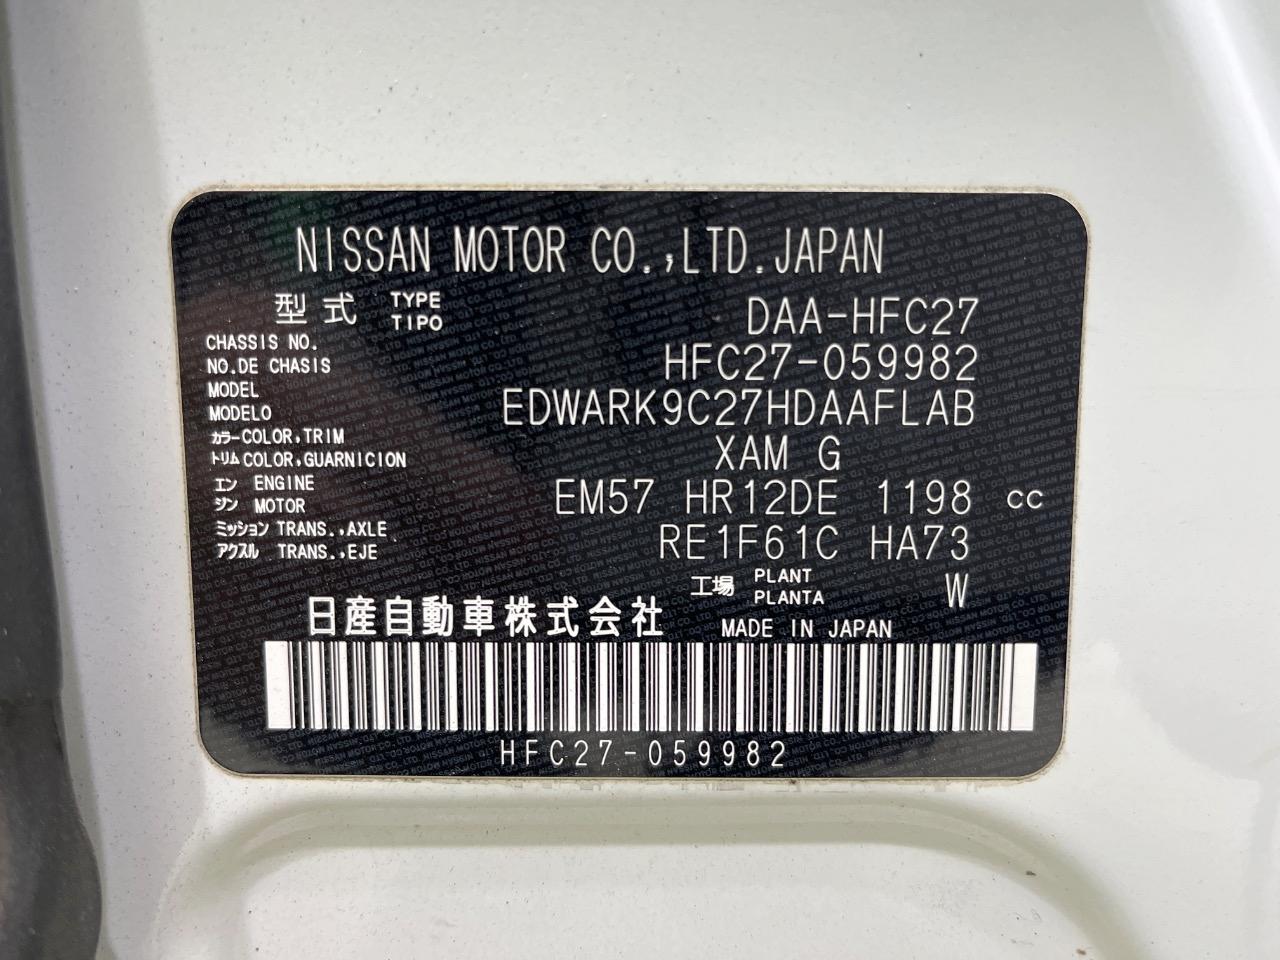 NISSAN MOTOR CO.,LTD.JAPAN
型式 TYPE TIPO DAA-HFC27
CHASSIS NO.
NO.DE CHASIS HFC27-059982
MODEL
MODELO EDWARK9C27HDAAFLAB
カラー COLOR,TRIM
トリム COLOR,GUARNICION XAM G
エン ENGINE
ジン MOTOR EM57 HR12DE 1198 cc
ミッション TRANS.,AXLE
アクスル TRANS.,EJE RE1F61C HA73
工場 PLANT PLANTA W
日産自動車株式会社 MADE IN JAPAN
HFC27-059982